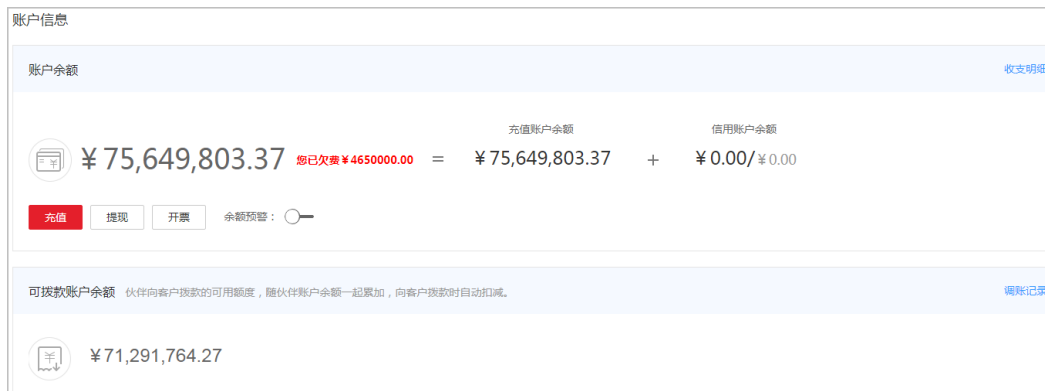 账户信息
账户余额
收支明细
充值账户余额 信用账户余额
¥75,649,803.37 您已欠费¥4650000.00 = ¥75,649,803.37 + ¥0.00/¥0.00
充值 提现 开票 余额预警：
可拨款账户余额 伙伴向客户拨款的可用额度，随伙伴账户余额一起累加，向客户拨款时自动扣减。
调账记录
¥71,291,764.27